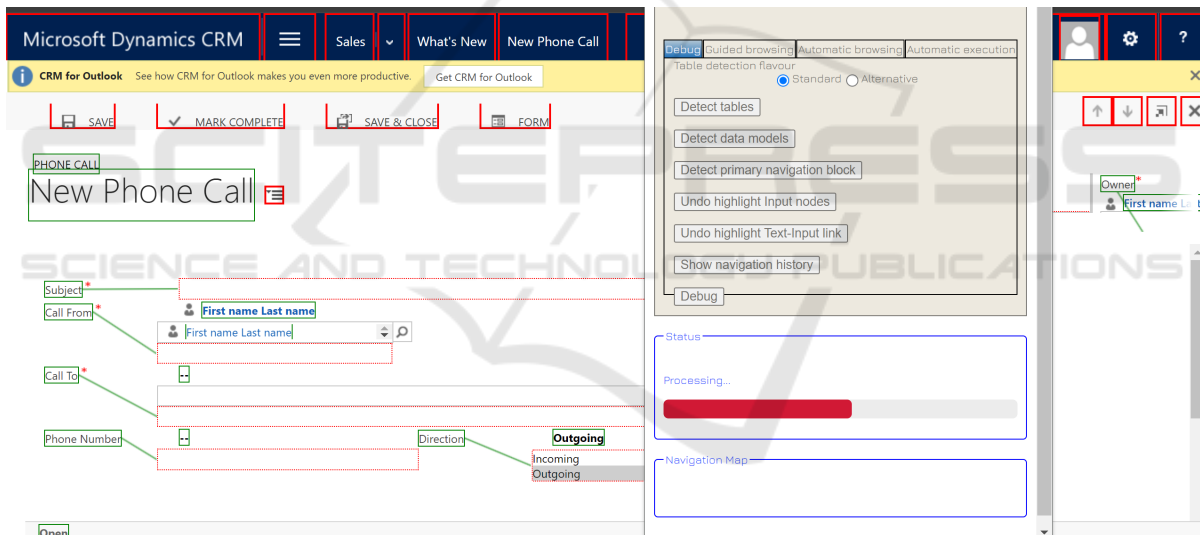 Microsoft Dynamics CRM
Sales
What's New
New Phone Call
?
CRM for Outlook See how CRM for Outlook makes you even more productive. Get CRM for Outlook
SAVE
MARK COMPLETE
SAVE & CLOSE
FORM
PHONE CALL
New Phone Call
Subject *
Call From *
First name Last name
First name Last name
Call To *
--
Phone Number
--
Direction
Outgoing
Incoming
Outgoing
Open
Debug Guided browsing Automatic browsing Automatic execution
Table detection flavour
Standard Alternative
Detect tables
Detect data models
Detect primary navigation block
Undo highlight Input nodes
Undo highlight Text-Input link
Show navigation history
Debug
Status
Processing...
Navigation Map
Owner *
First name La
SCITEPRESS
SCIENCE AND TECHNOLOGY PUBLICATIONS